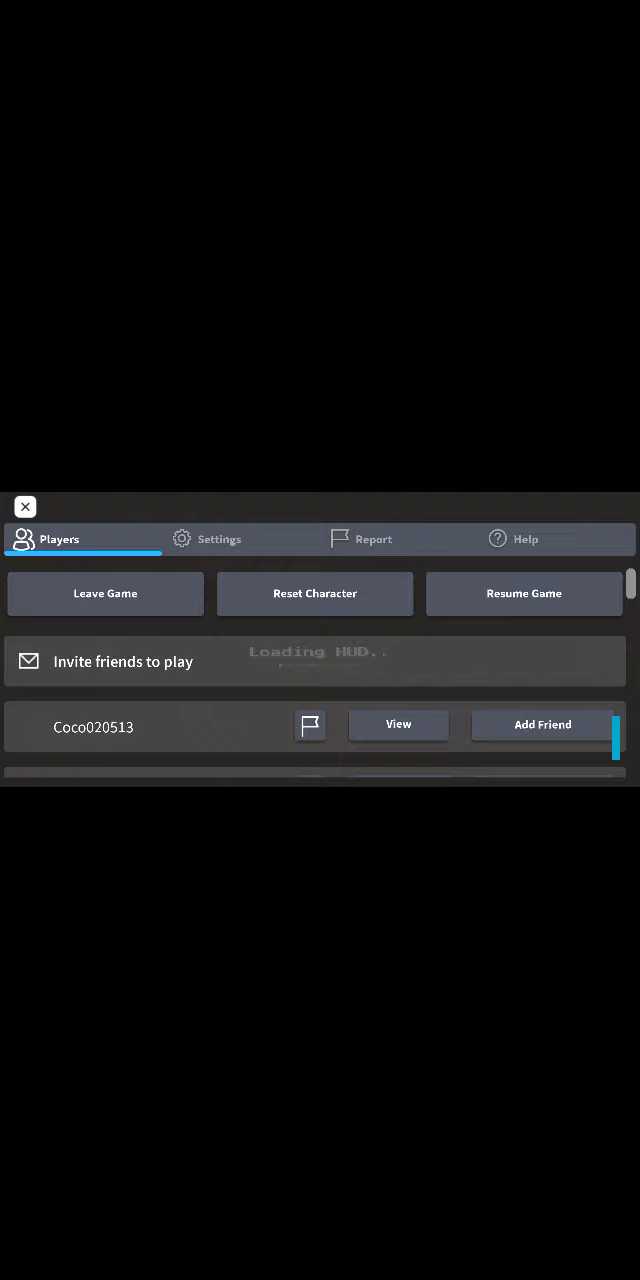 Players
Settings
Report
Help
Leave Game
Reset Character
Resume Game
Loading HUD..
Invite friends to play
Coco020513
View
Add Friend